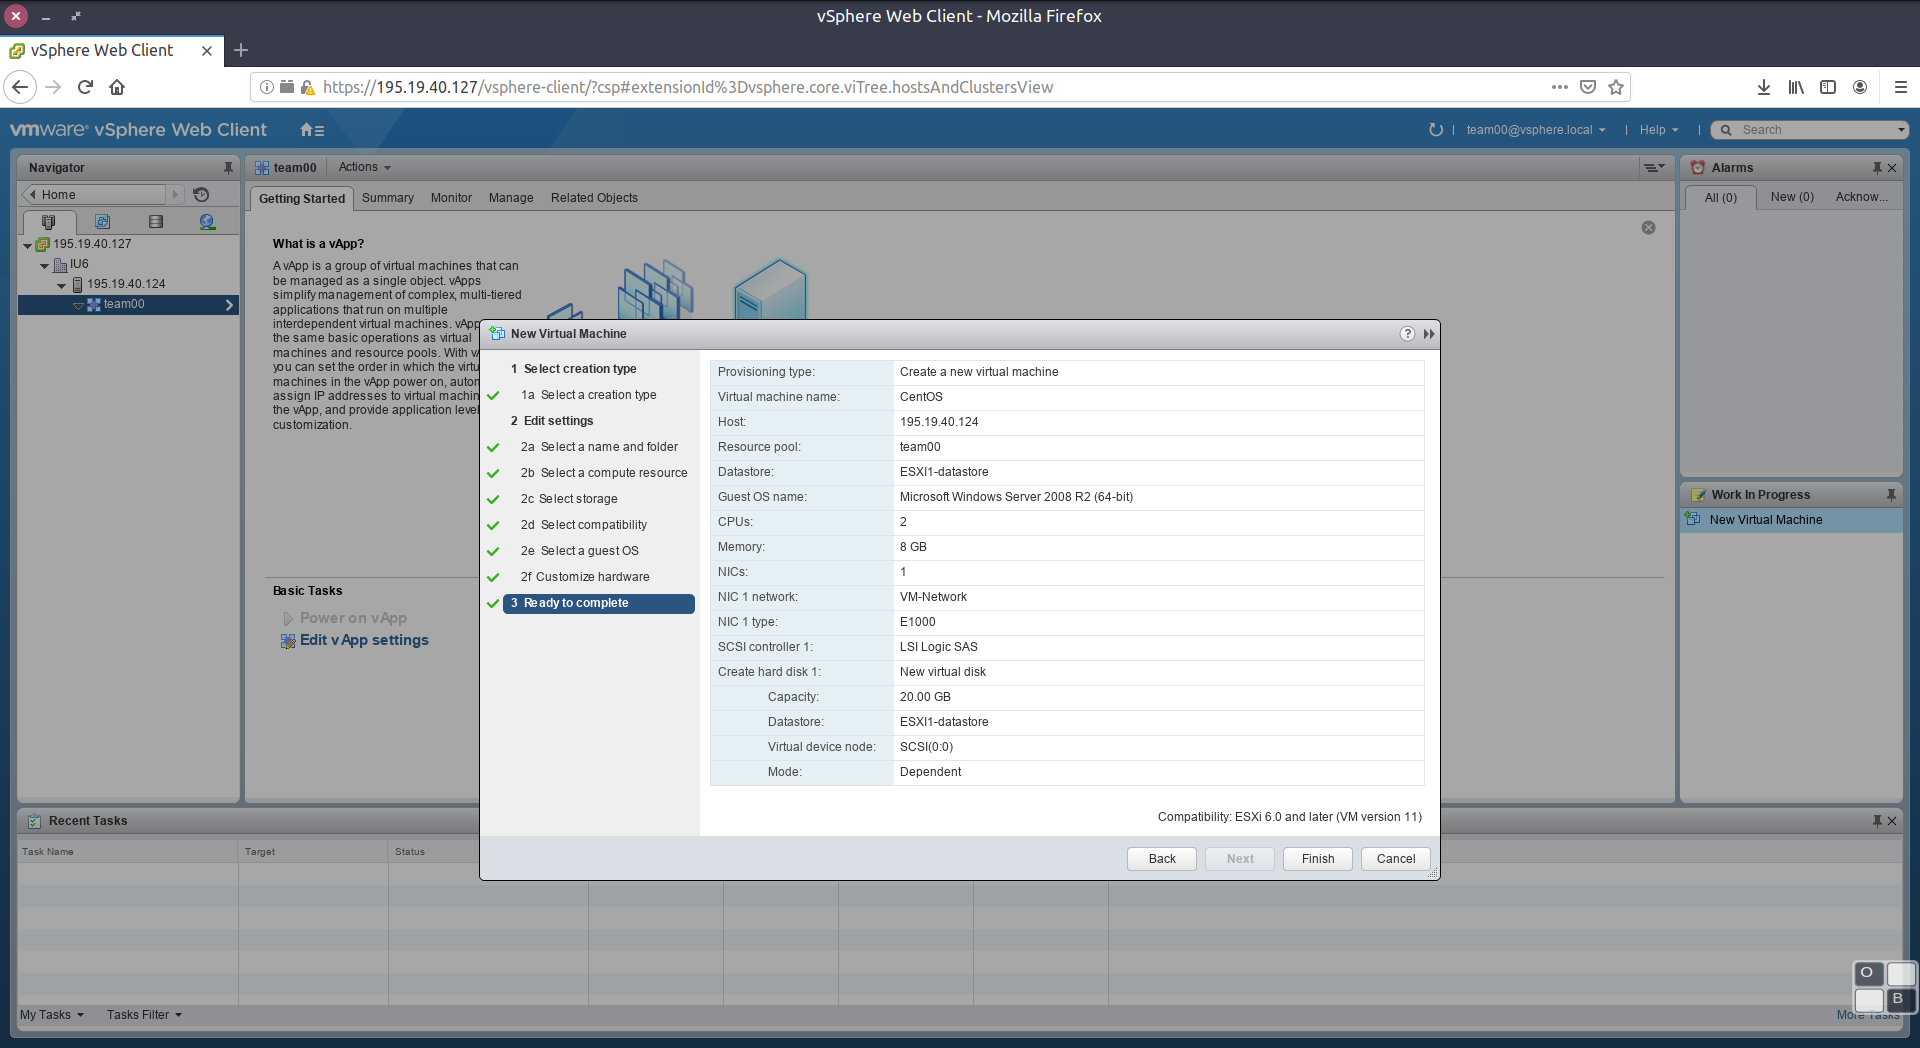 vSphere Web Client - Mozilla Firefox
vSphere Web Client
https://195.19.40.127/vsphere-client/?csp#extensionId%3Dvsphere.core.viTree.hostsAndClustersView
vmware® vSphere Web Client
team00@vsphere.local
Help
Search
Navigator
Home
195.19.40.127
IU6
195.19.40.124
team00
team00
Actions
Getting Started
Summary
Monitor
Manage
Related Objects
What is a vApp?
A vApp is a group of virtual machines that can
be managed as a single object. vApps
simplify management of complex, multi-tiered
applications that run on multiple
interdependent virtual machines. vApp
the same basic operations as virtual
machines and resource pools. With v
you can set the order in which the virtu
machines in the vApp power on, auton
assign IP addresses to virtual machin
the vApp, and provide application level
customization.
Basic Tasks
Power on vApp
Edit vApp settings
New Virtual Machine
1 Select creation type
1a Select a creation type
2 Edit settings
2a Select a name and folder
2b Select a compute resource
2c Select storage
2d Select compatibility
2e Select a guest OS
2f Customize hardware
3 Ready to complete
Provisioning type: Create a new virtual machine
Virtual machine name: CentOS
Host: 195.19.40.124
Resource pool: team00
Datastore: ESXI1-datastore
Guest OS name: Microsoft Windows Server 2008 R2 (64-bit)
CPUs: 2
Memory: 8 GB
NICs: 1
NIC 1 network: VM-Network
NIC 1 type: E1000
SCSI controller 1: LSI Logic SAS
Create hard disk 1: New virtual disk
Capacity: 20.00 GB
Datastore: ESXI1-datastore
Virtual device node: SCSI(0:0)
Mode: Dependent
Compatibility: ESXi 6.0 and later (VM version 11)
Back
Next
Finish
Cancel
Alarms
All (0)
New (0)
Acknow...
Work In Progress
New Virtual Machine
Recent Tasks
Task Name
Target
Status
My Tasks
Tasks Filter
More Tasks
O
B